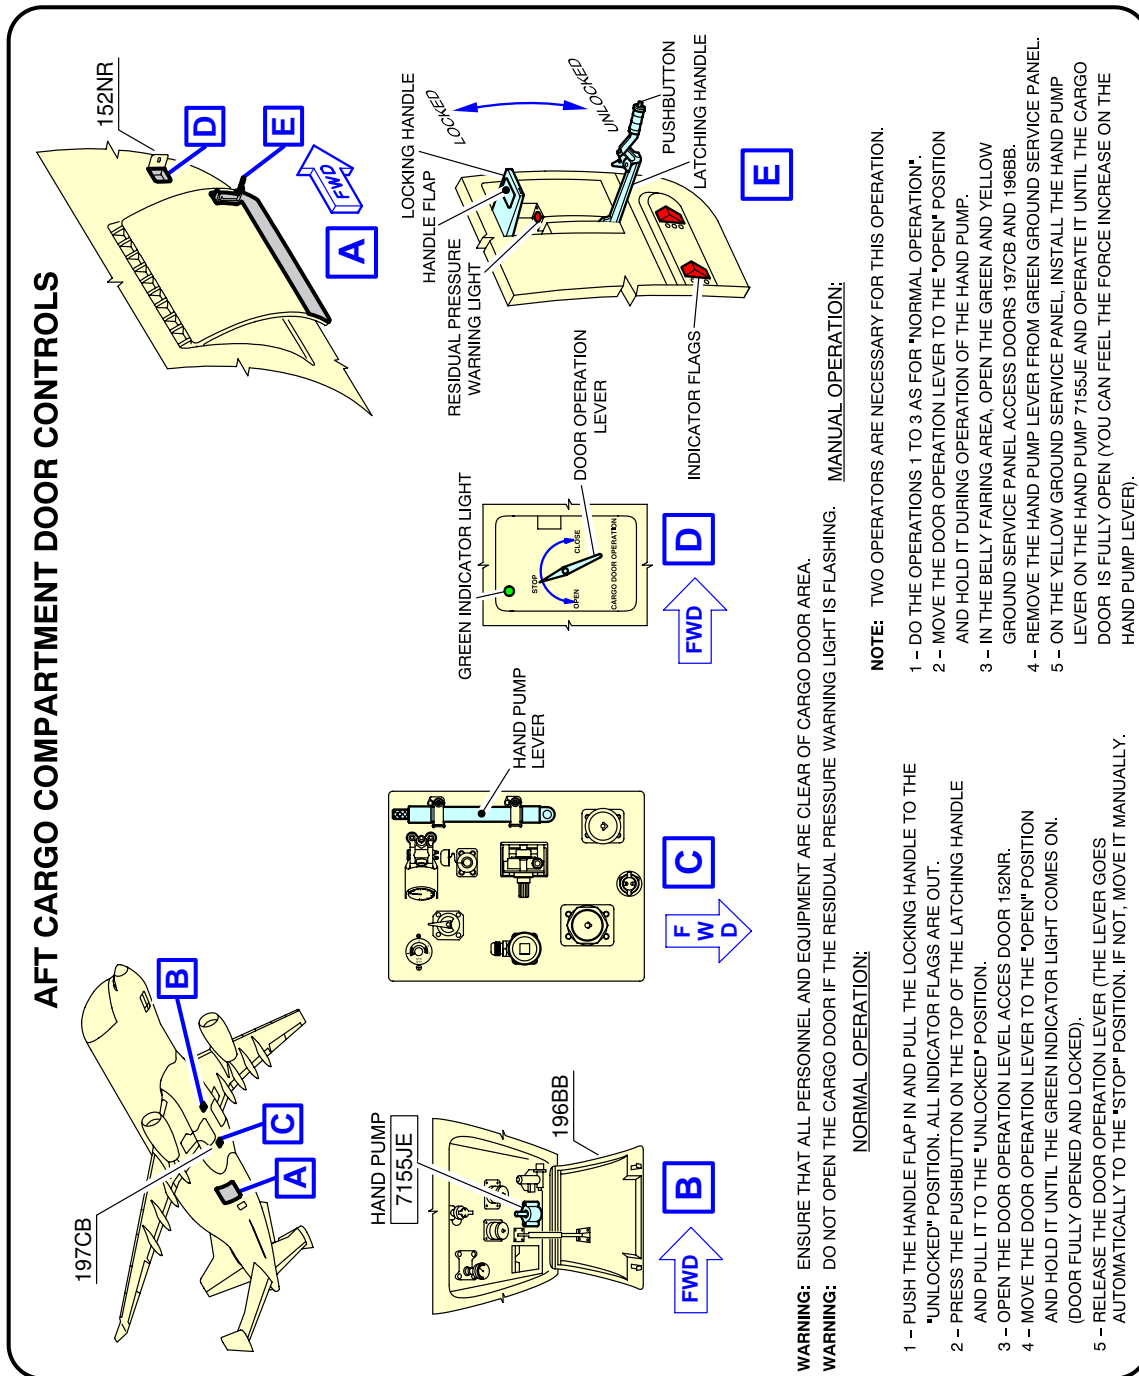 AFT CARGO COMPARTMENT DOOR CONTROLS
197CB
B
C
A
152NR
D
E
FWD
A
HAND PUMP
7155JE
196BB
FWD
B
HAND PUMP
LEVER
F
W
D
C
GREEN INDICATOR LIGHT
STOP
OPEN
CLOSE
CARGO DOOR OPERATION
DOOR OPERATION
LEVER
FWD
D
RESIDUAL PRESSURE
WARNING LIGHT
HANDLE FLAP
LOCKING HANDLE
LOCKED
UNLOCKED
PUSHBUTTON
LATCHING HANDLE
INDICATOR FLAGS
E
WARNING: ENSURE THAT ALL PERSONNEL AND EQUIPMENT ARE CLEAR OF CARGO DOOR AREA.
WARNING: DO NOT OPEN THE CARGO DOOR IF THE RESIDUAL PRESSURE WARNING LIGHT IS FLASHING.
NORMAL OPERATION:
1 – PUSH THE HANDLE FLAP IN AND PULL THE LOCKING HANDLE TO THE
"UNLOCKED" POSITION. ALL INDICATOR FLAGS ARE OUT.
2 – PRESS THE PUSHBUTTON ON THE TOP OF THE LATCHING HANDLE
AND PULL IT TO THE "UNLOCKED" POSITION.
3 – OPEN THE DOOR OPERATION LEVEL ACCES DOOR 152NR.
4 – MOVE THE DOOR OPERATION LEVER TO THE "OPEN" POSITION
AND HOLD IT UNTIL THE GREEN INDICATOR LIGHT COMES ON.
(DOOR FULLY OPENED AND LOCKED).
5 – RELEASE THE DOOR OPERATION LEVER (THE LEVER GOES
AUTOMATICALLY TO THE "STOP" POSITION. IF NOT, MOVE IT MANUALLY.
MANUAL OPERATION:
NOTE: TWO OPERATORS ARE NECESSARY FOR THIS OPERATION.
1 – DO THE OPERATIONS 1 TO 3 AS FOR "NORMAL OPERATION".
2 – MOVE THE DOOR OPERATION LEVER TO THE "OPEN" POSITION
AND HOLD IT DURING OPERATION OF THE HAND PUMP.
3 – IN THE BELLY FAIRING AREA, OPEN THE GREEN AND YELLOW
GROUND SERVICE PANEL ACCESS DOORS 197CB AND 196BB.
4 – REMOVE THE HAND PUMP LEVER FROM GREEN GROUND SERVICE PANEL.
5 – ON THE YELLOW GROUND SERVICE PANEL, INSTALL THE HAND PUMP
LEVER ON THE HAND PUMP 7155JE AND OPERATE IT UNTIL THE CARGO
DOOR IS FULLY OPEN (YOU CAN FEEL THE FORCE INCREASE ON THE
HAND PUMP LEVER).